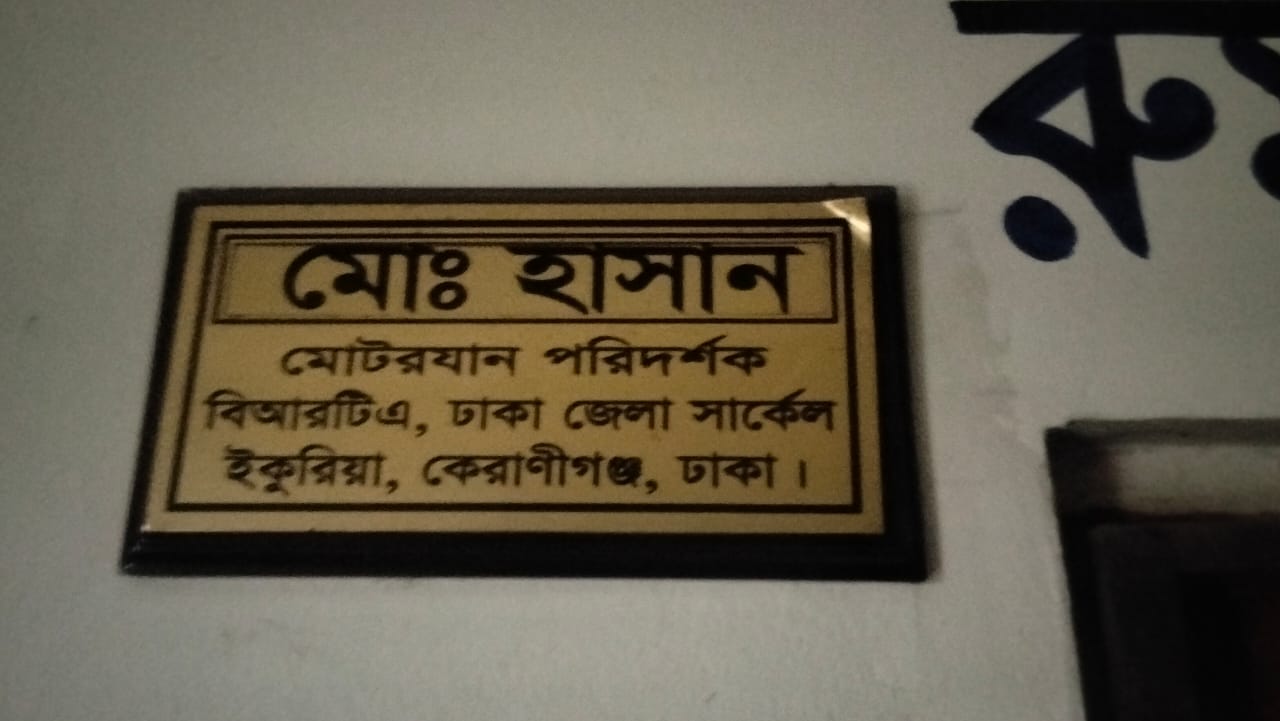 মোঃ হাসান
মোটরযান পরিদর্শক
বিআরটিএ, ঢাকা জেলা সার্কেল
ইকুরিয়া, কেরাণীগঞ্জ, ঢাকা ।